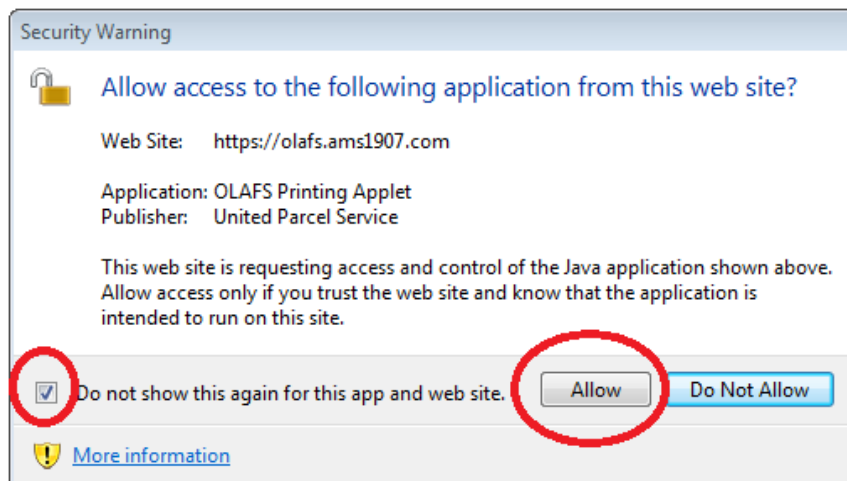 Security Warning
Allow access to the following application from this web site?
Web Site: https://olafs.ams1907.com
Application: OLAFS Printing Applet
Publisher: United Parcel Service
This web site is requesting access and control of the Java application shown above.
Allow access only if you trust the web site and know that the application is
intended to run on this site.
Do not show this again for this app and web site. Allow Do Not Allow
More information